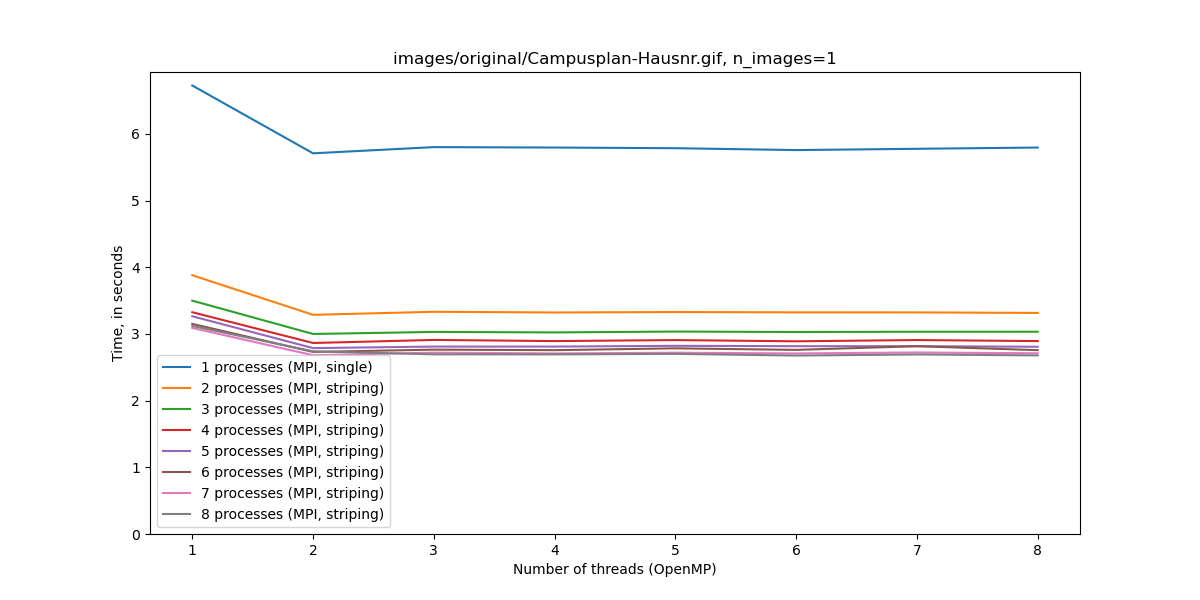 images/original/Campusplan-Hausnr.gif, n_images=1
Time, in seconds
6
5
4
3
2
1
0
1 processes (MPI, single)
2 processes (MPI, striping)
3 processes (MPI, striping)
4 processes (MPI, striping)
5 processes (MPI, striping)
6 processes (MPI, striping)
7 processes (MPI, striping)
8 processes (MPI, striping)
1 2 3 4 5 6 7 8
Number of threads (OpenMP)